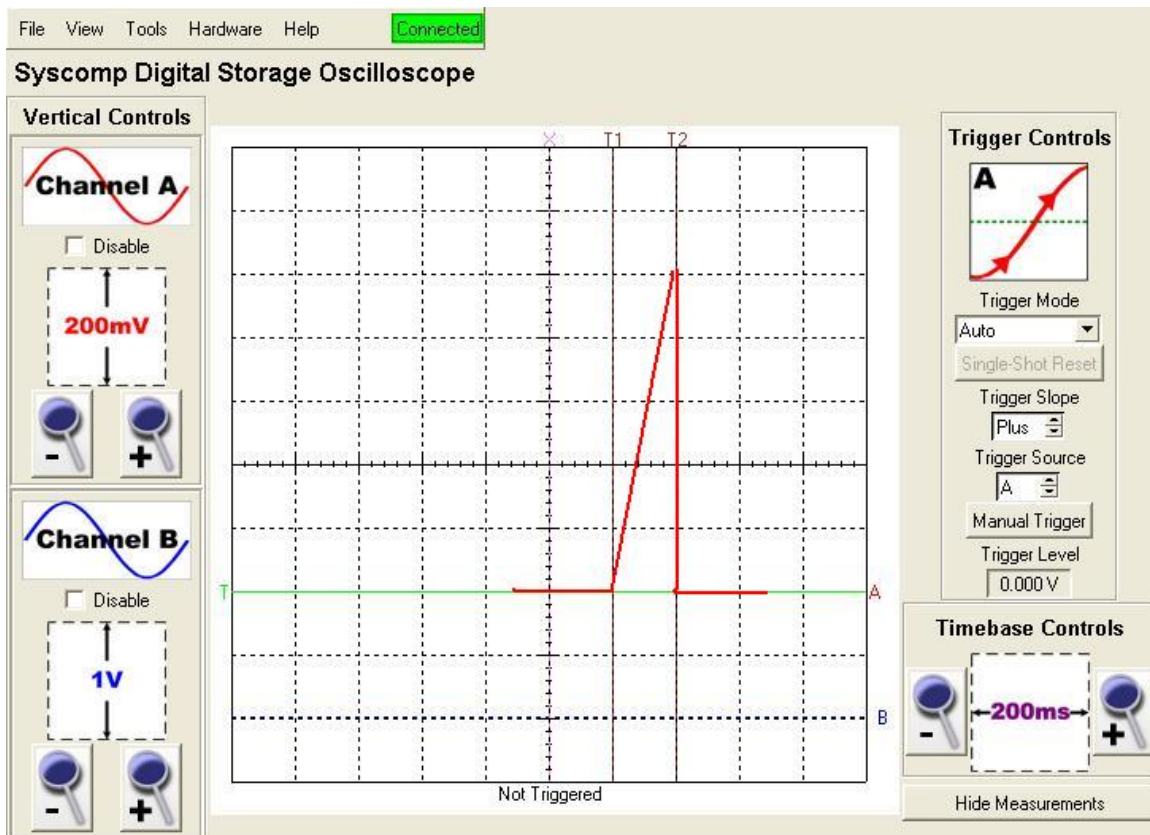 File View Tools Hardware Help Connected
Syscomp Digital Storage Oscilloscope
Vertical Controls
Channel A
Disable
200mV
-
+
Channel B
Disable
1V
-
+
X T1 T2
T
A
B
Not Triggered
Trigger Controls
A
Trigger Mode
Auto
Single-Shot Reset
Trigger Slope
Plus
Trigger Source
A
Manual Trigger
Trigger Level
0.000 V
Timebase Controls
-
200ms
+
Hide Measurements